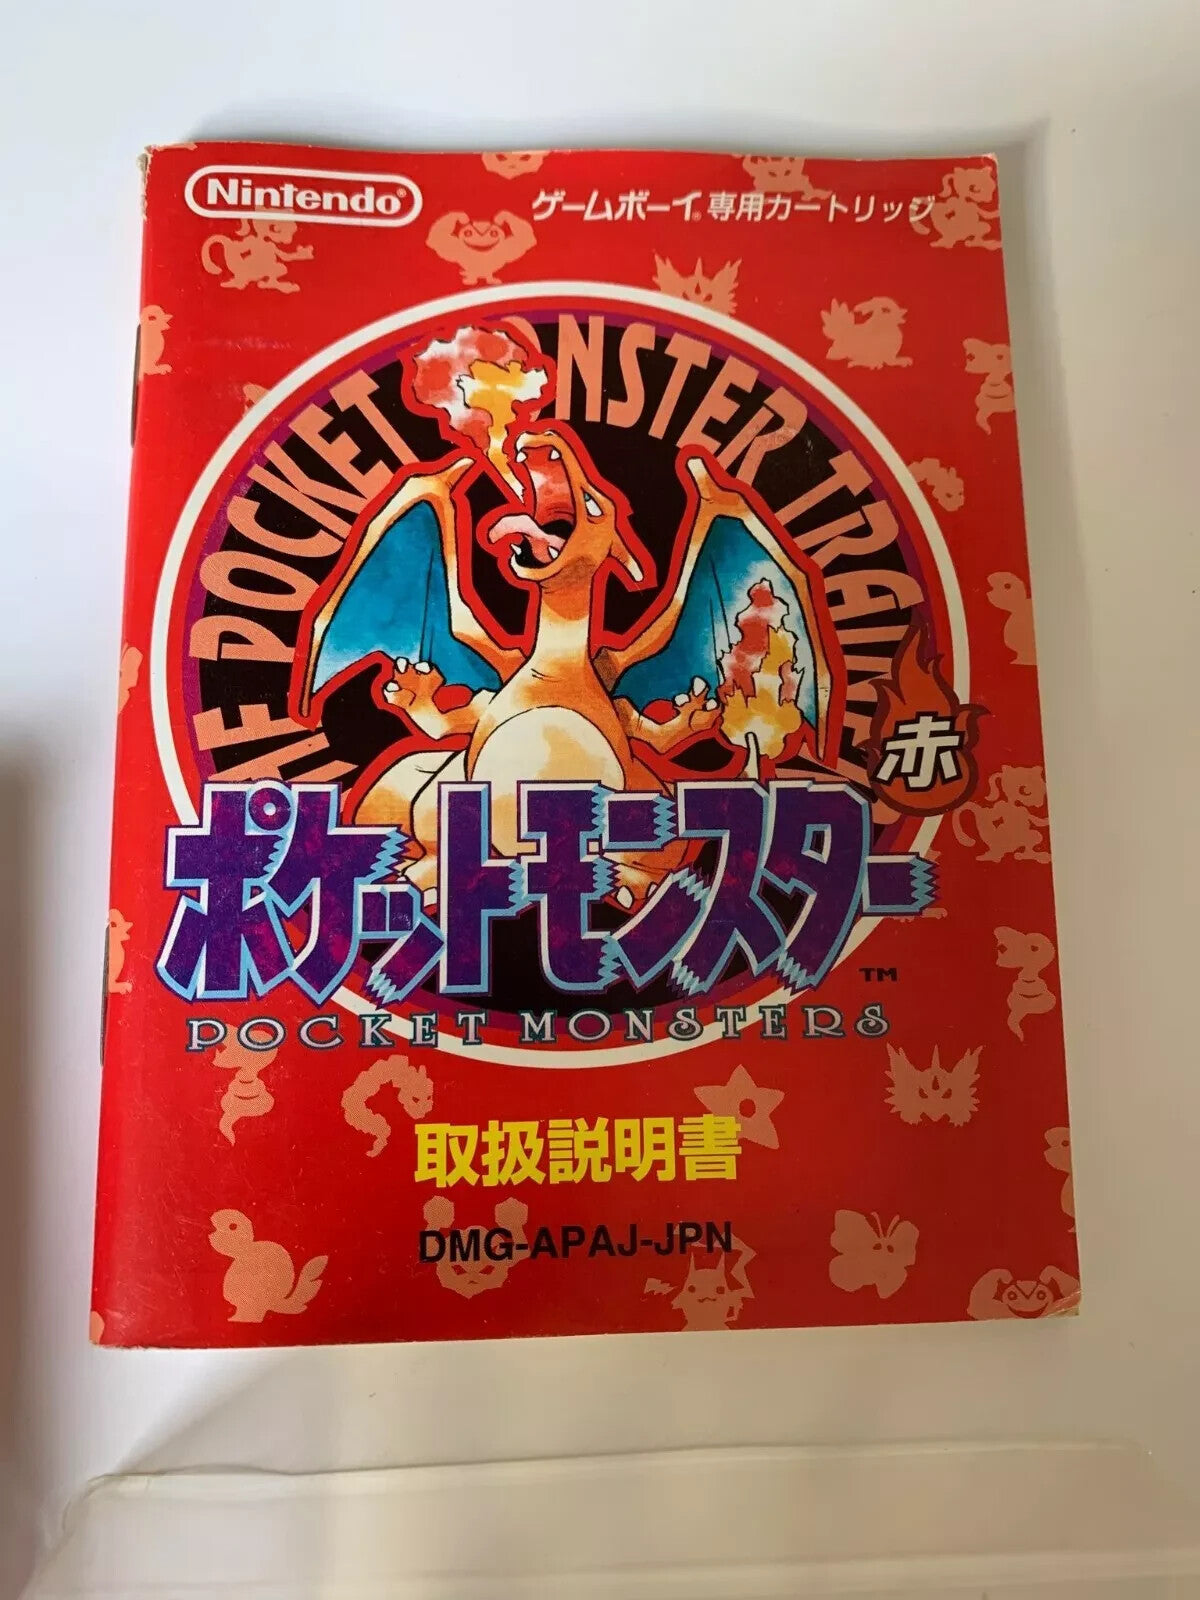 Nintendo®
ゲームボーイ®専用カートリッジ
THE POCKET MONSTER TRAINER
赤
ポケットモンスター
™
POCKET MONSTERS
取扱説明書
DMG-APAJ-JPN